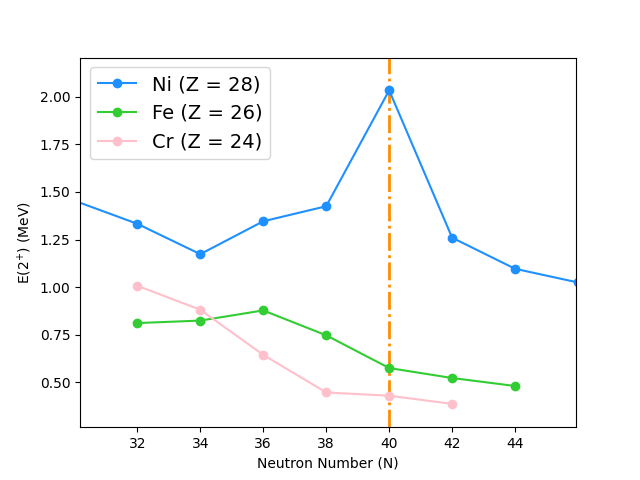 Ni (Z = 28)
Fe (Z = 26)
Cr (Z = 24)
E(2⁺) (MeV)
2.00
1.75
1.50
1.25
1.00
0.75
0.50
32 34 36 38 40 42 44
Neutron Number (N)